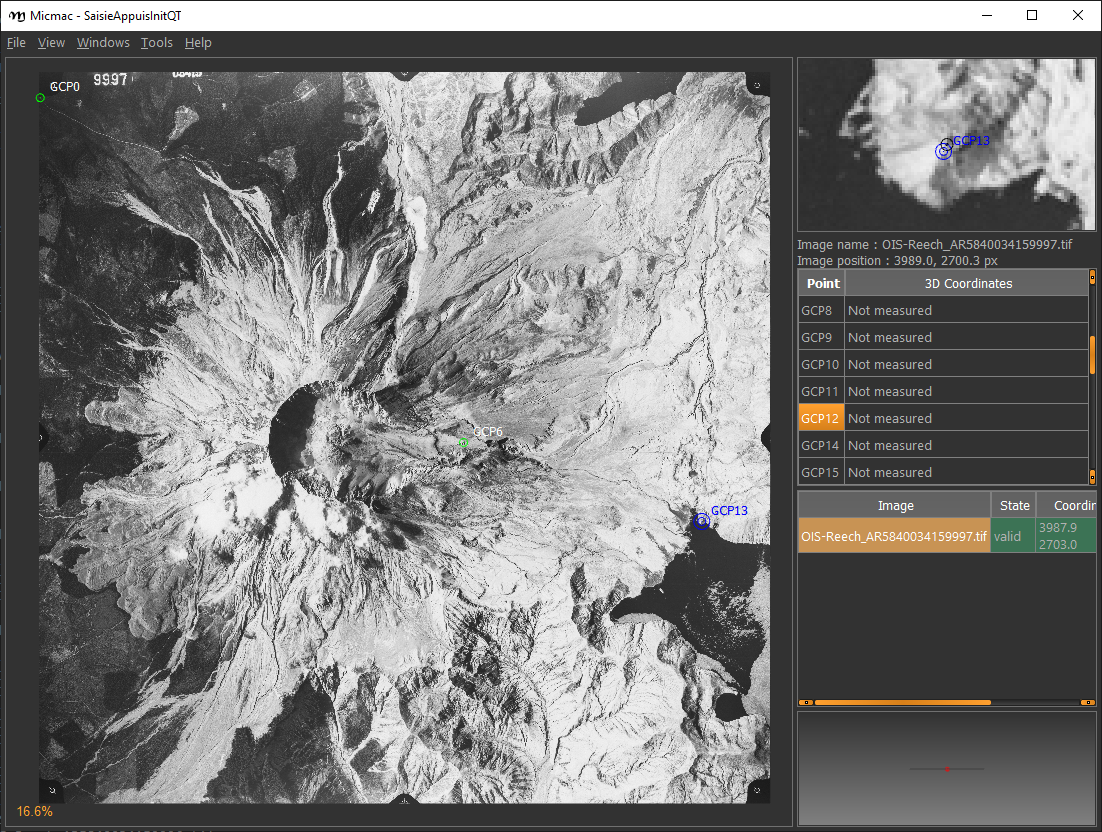 Micmac - SaisieAppuisInitQT
File View Windows Tools Help
GCP0
9997
GCP6
GCP13
16.6%
GCP13
Image name : OIS-Reech_AR5840034159997.tif
Image position : 3989.0, 2700.3 px
Point 3D Coordinates
GCP8 Not measured
GCP9 Not measured
GCP10 Not measured
GCP11 Not measured
GCP12 Not measured
GCP14 Not measured
GCP15 Not measured
Image State Coordin
OIS-Reech_AR5840034159997.tif valid 3987.9
2703.0